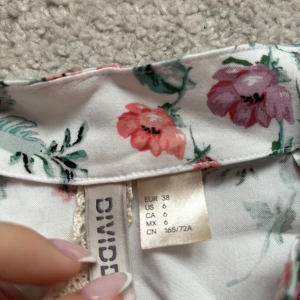 DIVIDE
EUR 38
US 6
CA 6
MX 6
CN 165/72A